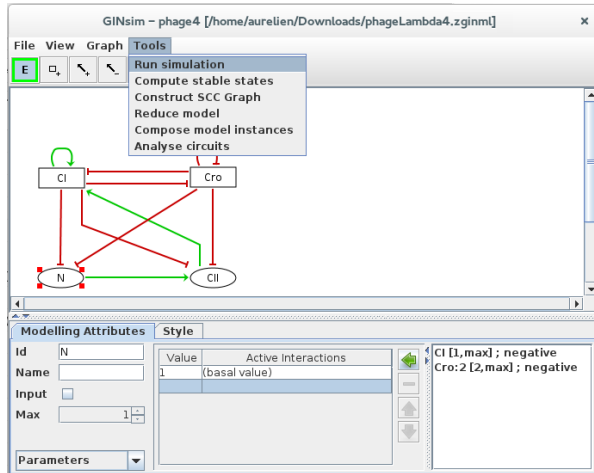 GINsim – phage4 [/home/aurelien/Downloads/phageLambda4.zginml]
File View Graph Tools
E
Run simulation
Compute stable states
Construct SCC Graph
Reduce model
Compose model instances
Analyse circuits
CI
Cro
N
CII
Modelling Attributes Style
Id N
Name
Input
Max 1
Parameters
Value Active Interactions
1 (basal value)
CI [1,max] ; negative
Cro:2 [2,max] ; negative